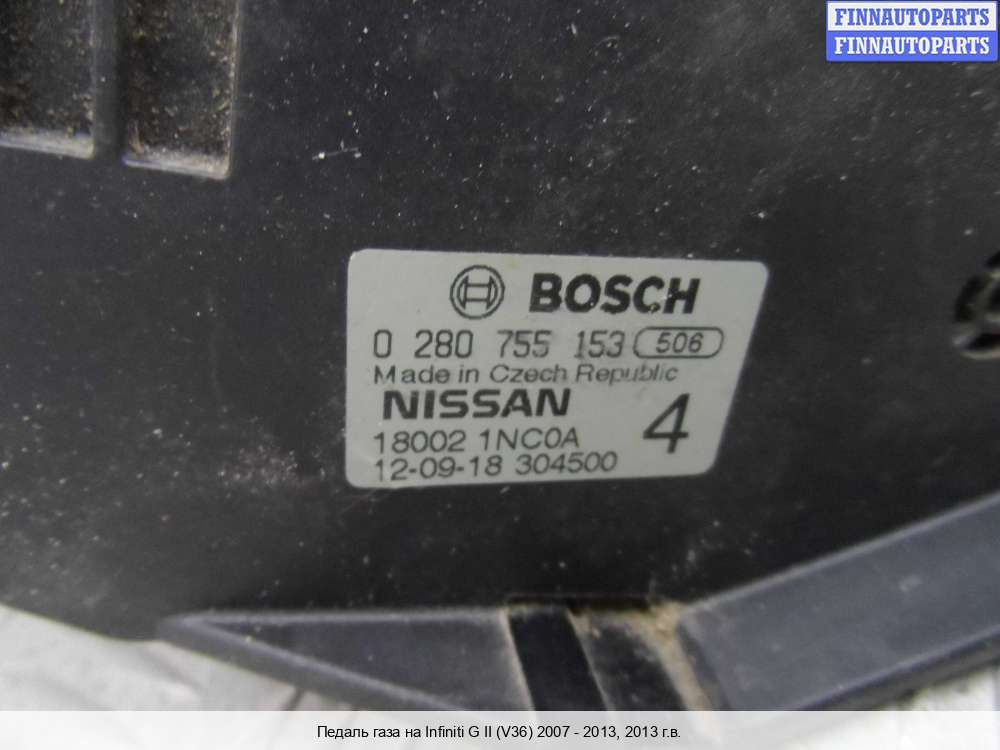 FINNAUTOPARTS
FINNAUTOPARTS
BOSCH
0 280 755 153 506
Made in Czech Republic
NISSAN
18002 1NC0A 4
12-09-18 304500
Педаль газа на Infiniti G II (V36) 2007 - 2013, 2013 г.в.